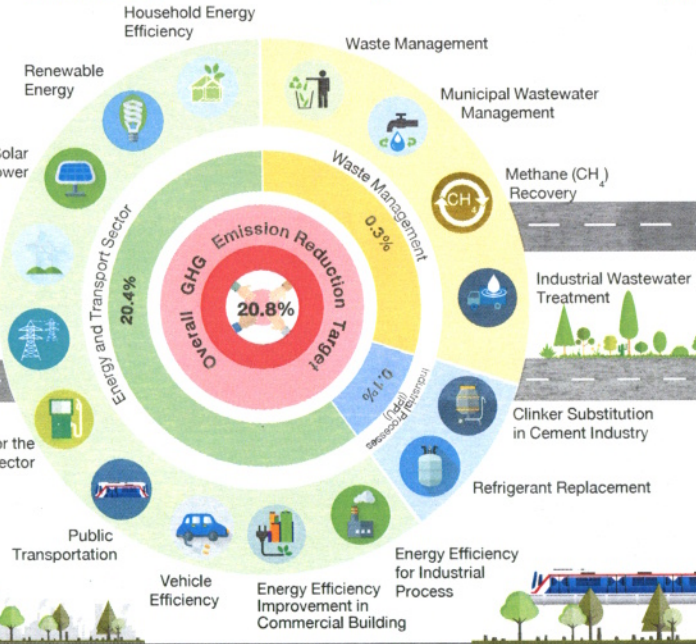 Household Energy
Efficiency
Waste Management
Renewable
Energy
Municipal Wastewater
Management
Solar
ower
Methane (CH4)
Recovery
CH4
Waste Management
0.3%
Energy and Transport Sector
20.4%
Overall GHG Emission Reduction Target
20.8%
Industrial Wastewater
Treatment
0.1%
Industrial Processes
(IPPU)
Clinker Substitution
in Cement Industry
or the
ector
Refrigerant Replacement
Public
Transportation
Vehicle
Efficiency
Energy Efficiency
Improvement in
Commercial Building
Energy Efficiency
for Industrial
Process